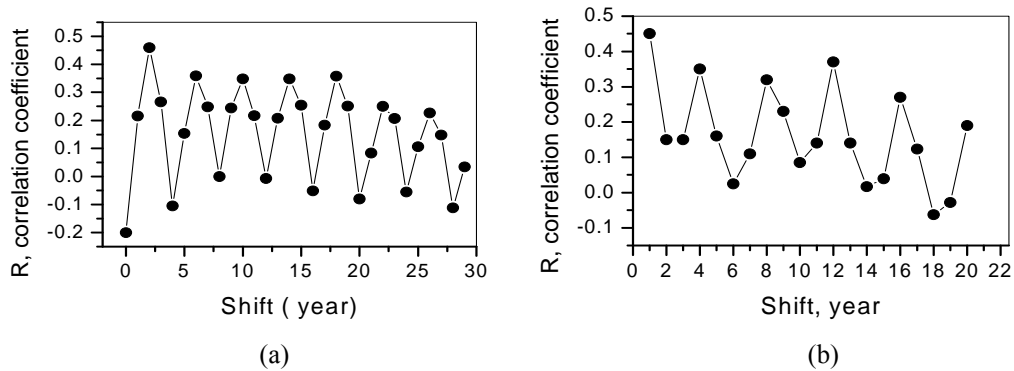 R, correlation coefficient
0.5
0.4
0.3
0.2
0.1
0.0
-0.1
-0.2
0 5 10 15 20 25 30
Shift ( year)
(a)
R, correlation coefficient
0.5
0.4
0.3
0.2
0.1
0.0
-0.1
0 2 4 6 8 10 12 14 16 18 20 22
Shift, year
(b)